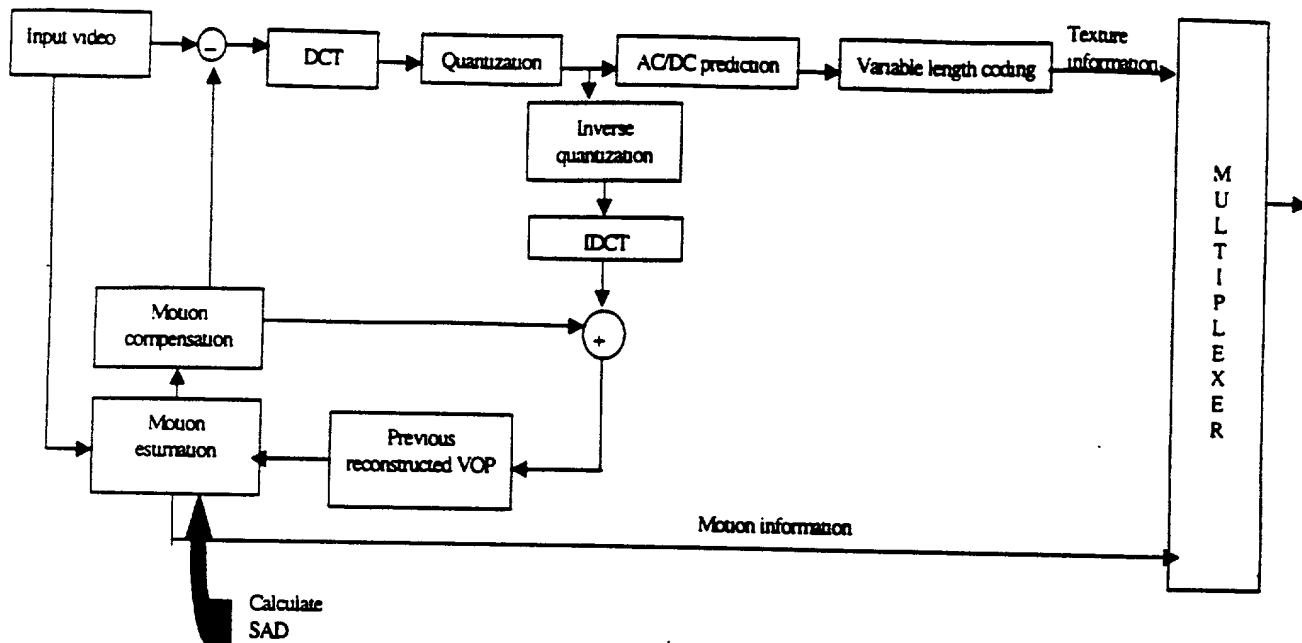 Input video
−
DCT
Quantization
AC/DC prediction
Variable length coding
Texture
information
Inverse
quantization
IDCT
Motion
compensation
+
Motion
estimation
Previous
reconstructed VOP
Motion information
Calculate
SAD
M
U
L
T
I
P
L
E
X
E
R